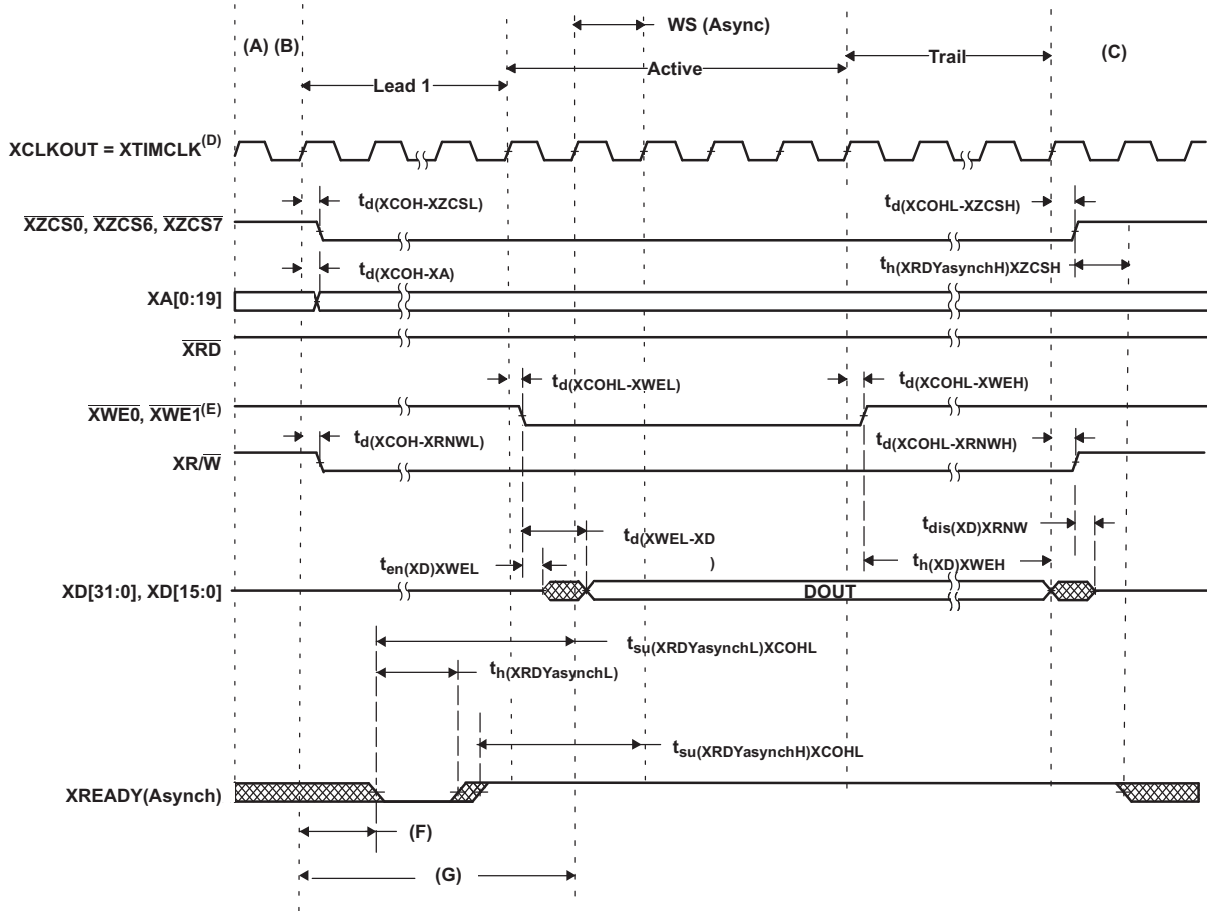 WS (Async)
(A) (B)
(C)
Trail
Active
Lead 1
XCLKOUT = XTIMCLK(D)
td(XCOH-XZCSL)
td(XCOHL-XZCSH)
XZCS0, XZCS6, XZCS7
td(XCOH-XA)
th(XRDYasynchH)XZCSH
XA[0:19]
XRD
td(XCOHL-XWEL)
td(XCOHL-XWEH)
XWE0, XWE1(E)
td(XCOH-XRNWL)
td(XCOHL-XRNWH)
XR/W
tdis(XD)XRNW
td(XWEL-XD
)
ten(XD)XWEL
th(XD)XWEH
XD[31:0], XD[15:0]
DOUT
tsu(XRDYasynchL)XCOHL
th(XRDYasynchL)
tsu(XRDYasynchH)XCOHL
XREADY(Asynch)
(F)
(G)